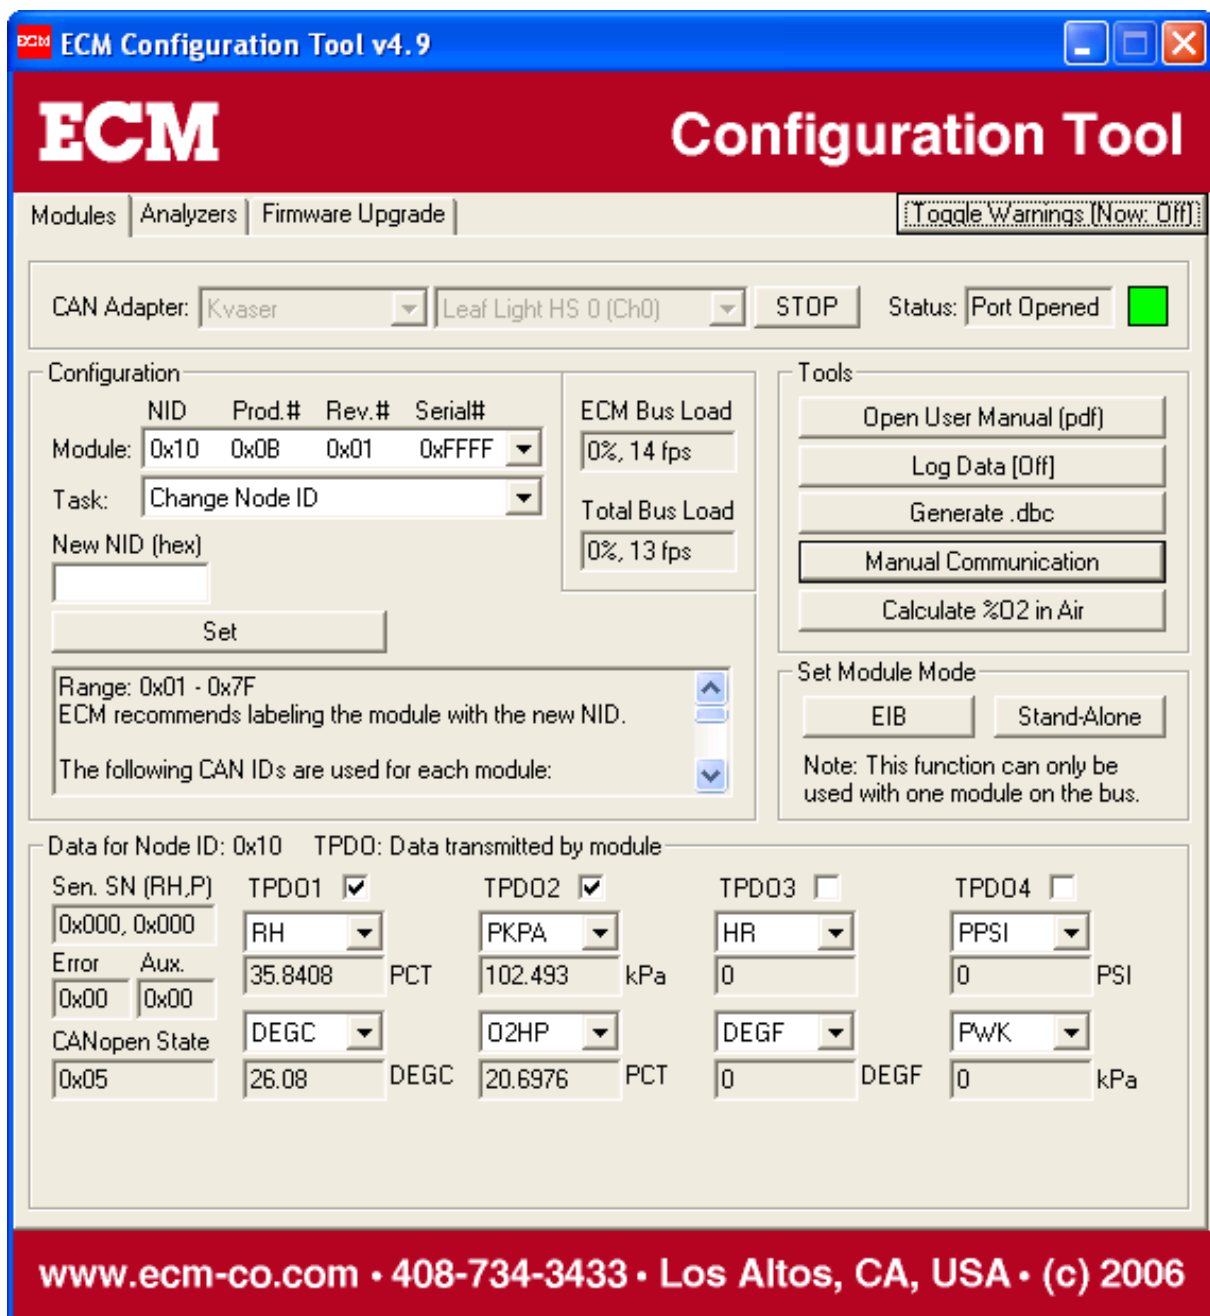 ECM ECM Configuration Tool v4.9
ECM Configuration Tool
Modules Analyzers Firmware Upgrade Toggle Warnings [Now: Off]
CAN Adapter: Kvaser Leaf Light HS 0 (Ch0) STOP Status: Port Opened
Configuration
NID Prod.# Rev.# Serial#
Module: 0x10 0x0B 0x01 0xFFFF
Task: Change Node ID
New NID (hex)
Set
Range: 0x01 - 0x7F
ECM recommends labeling the module with the new NID.
The following CAN IDs are used for each module:
ECM Bus Load
0%, 14 fps
Total Bus Load
0%, 13 fps
Tools
Open User Manual (pdf)
Log Data [Off]
Generate .dbc
Manual Communication
Calculate %O2 in Air
Set Module Mode
EIB Stand-Alone
Note: This function can only be
used with one module on the bus.
Data for Node ID: 0x10 TPDO: Data transmitted by module
Sen. SN (RH,P) TPDO1 TPDO2 TPDO3 TPDO4
0x000, 0x000 RH PKPA HR PPSI
Error Aux. 35.8408 PCT 102.493 kPa 0 0 PSI
0x00 0x00
CANopen State DEGC O2HP DEGF PWK
0x05 26.08 DEGC 20.6976 PCT 0 DEGF 0 kPa
www.ecm-co.com • 408-734-3433 • Los Altos, CA, USA • (c) 2006